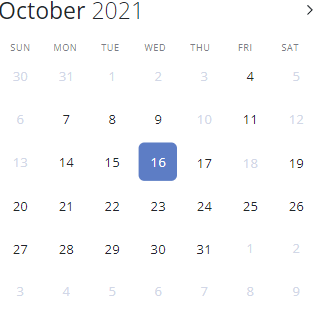 October 2021
SUN MON TUE WED THU FRI SAT
30 31 1 2 3 4 5
6 7 8 9 10 11 12
13 14 15 16 17 18 19
20 21 22 23 24 25 26
27 28 29 30 31 1 2
3 4 5 6 7 8 9